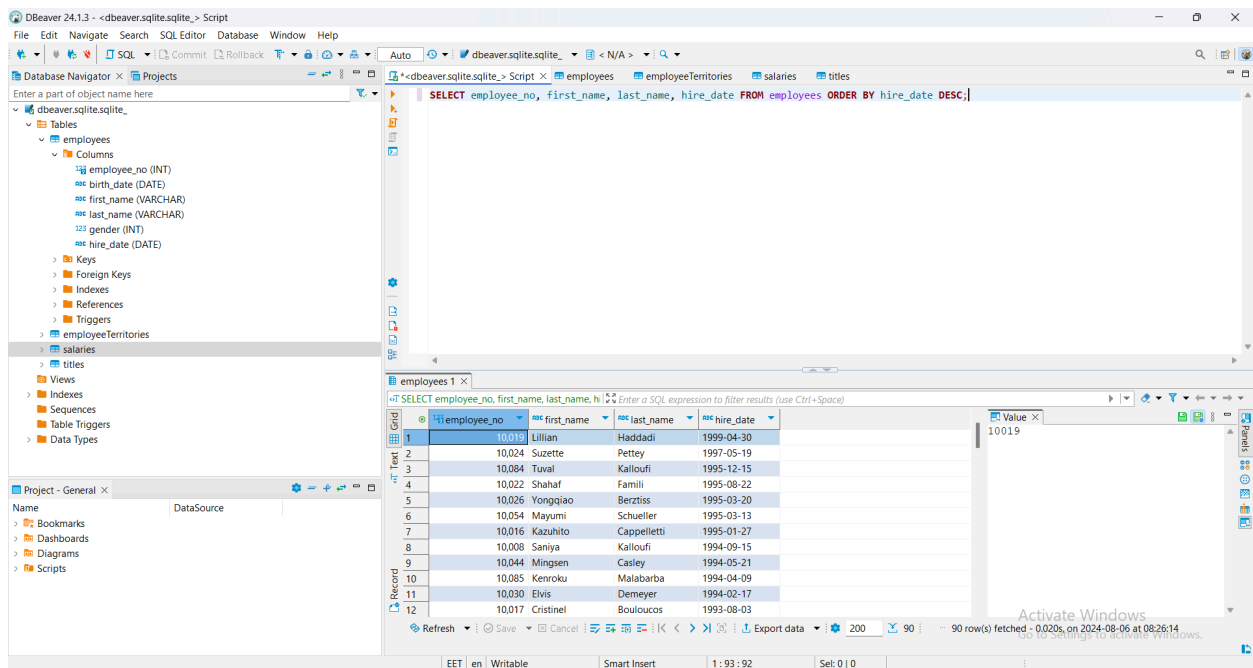 DBeaver 24.1.3 - <dbeaver.sqlite.sqlite_> Script
File Edit Navigate Search SQL Editor Database Window Help
SQL Commit Rollback Auto dbeaver.sqlite.sqlite_ < N/A >
Database Navigator Projects
Enter a part of object name here
dbeaver.sqlite.sqlite_
Tables
employees
Columns
123 employee_no (INT)
ABC birth_date (DATE)
ABC first_name (VARCHAR)
ABC last_name (VARCHAR)
123 gender (INT)
ABC hire_date (DATE)
Keys
Foreign Keys
Indexes
References
Triggers
employeeTerritories
salaries
titles
Views
Indexes
Sequences
Table Triggers
Data Types
Project - General
Name DataSource
Bookmarks
Dashboards
Diagrams
Scripts
*<dbeaver.sqlite.sqlite_> Script employees employeeTerritories salaries titles
SELECT employee_no, first_name, last_name, hire_date FROM employees ORDER BY hire_date DESC;
employees 1
SELECT employee_no, first_name, last_name, hi Enter a SQL expression to filter results (use Ctrl+Space)
Grid
Text
Record
123 employee_no ABC first_name ABC last_name ABC hire_date
1 10,019 Lillian Haddadi 1999-04-30
2 10,024 Suzette Pettey 1997-05-19
3 10,084 Tuval Kalloufi 1995-12-15
4 10,022 Shahaf Famili 1995-08-22
5 10,026 Yongqiao Berztiss 1995-03-20
6 10,054 Mayumi Schueller 1995-03-13
7 10,016 Kazuhito Cappelletti 1995-01-27
8 10,008 Saniya Kalloufi 1994-09-15
9 10,044 Mingsen Casley 1994-05-21
10 10,085 Kenroku Malabarba 1994-04-09
11 10,030 Elvis Demeyer 1994-02-17
12 10,017 Cristinel Bouloucos 1993-08-03
Value
10019
Panels
Refresh Save Cancel Export data 200 90 90 row(s) fetched - 0.020s, on 2024-08-06 at 08:26:14
Activate Windows
Go to Settings to activate Windows.
EET en Writable Smart Insert 1 : 93 : 92 Sel: 0 | 0